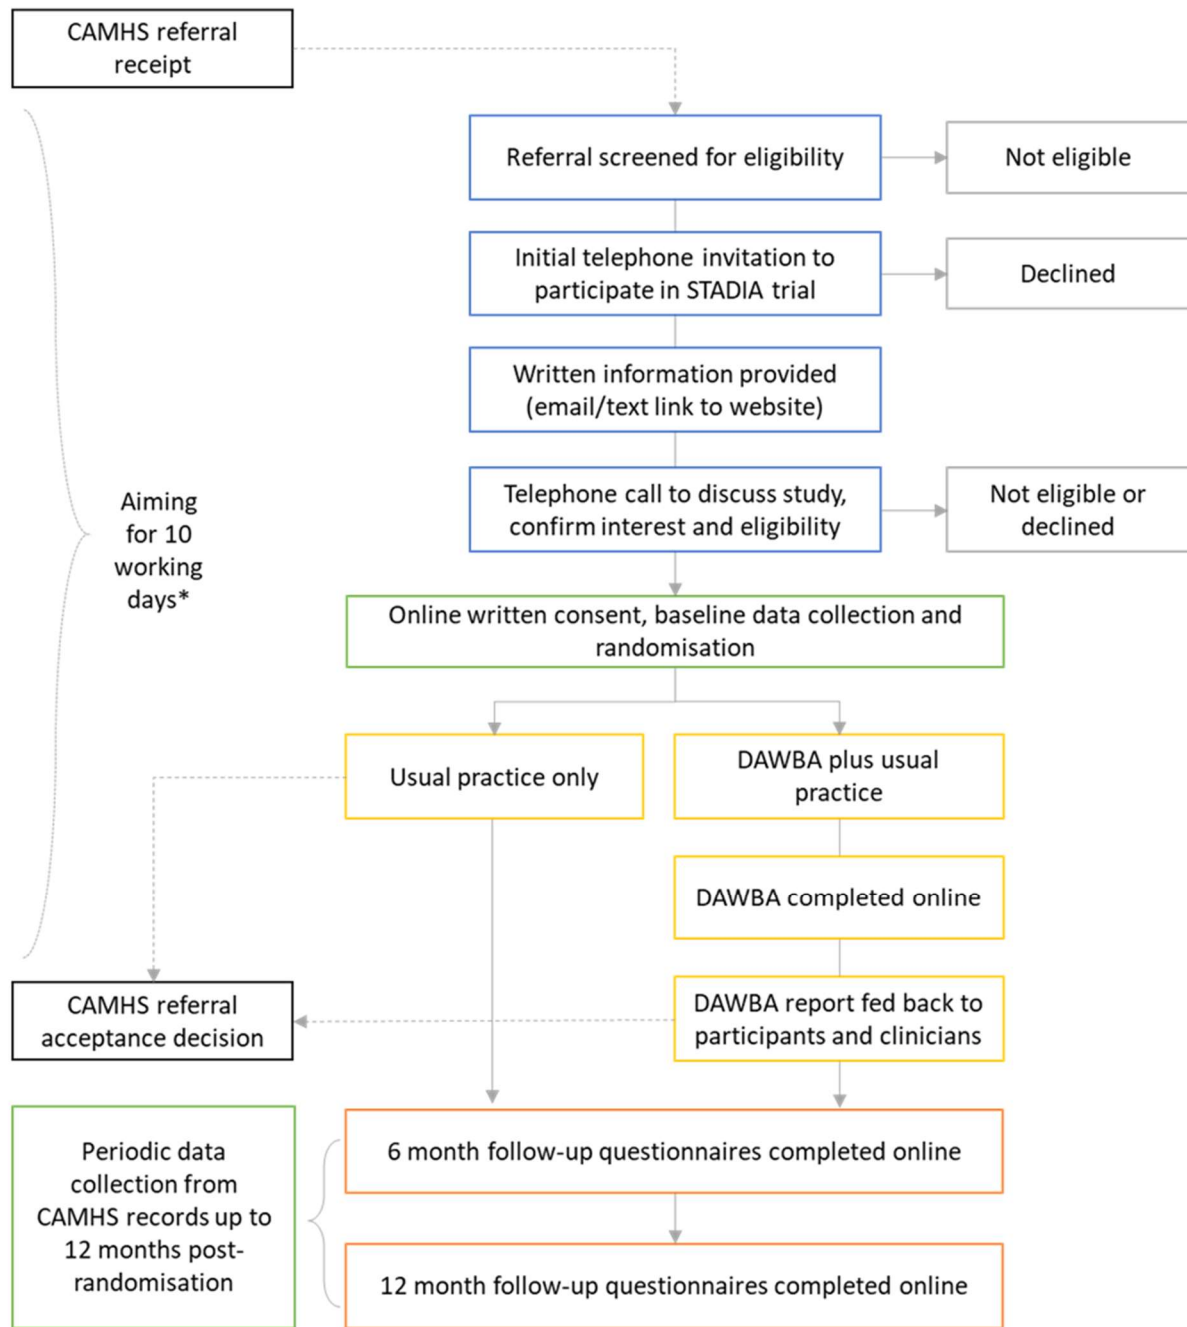 CAMHS referral
receipt
Referral screened for eligibility
Not eligible
Initial telephone invitation to
participate in STADIA trial
Declined
Written information provided
(email/text link to website)
Telephone call to discuss study,
confirm interest and eligibility
Not eligible or
declined
Aiming
for 10
working
days*
Online written consent, baseline data collection and
randomisation
Usual practice only
DAWBA plus usual
practice
DAWBA completed online
DAWBA report fed back to
participants and clinicians
CAMHS referral
acceptance decision
Periodic data
collection from
CAMHS records up to
12 months post-
randomisation
6 month follow-up questionnaires completed online
12 month follow-up questionnaires completed online